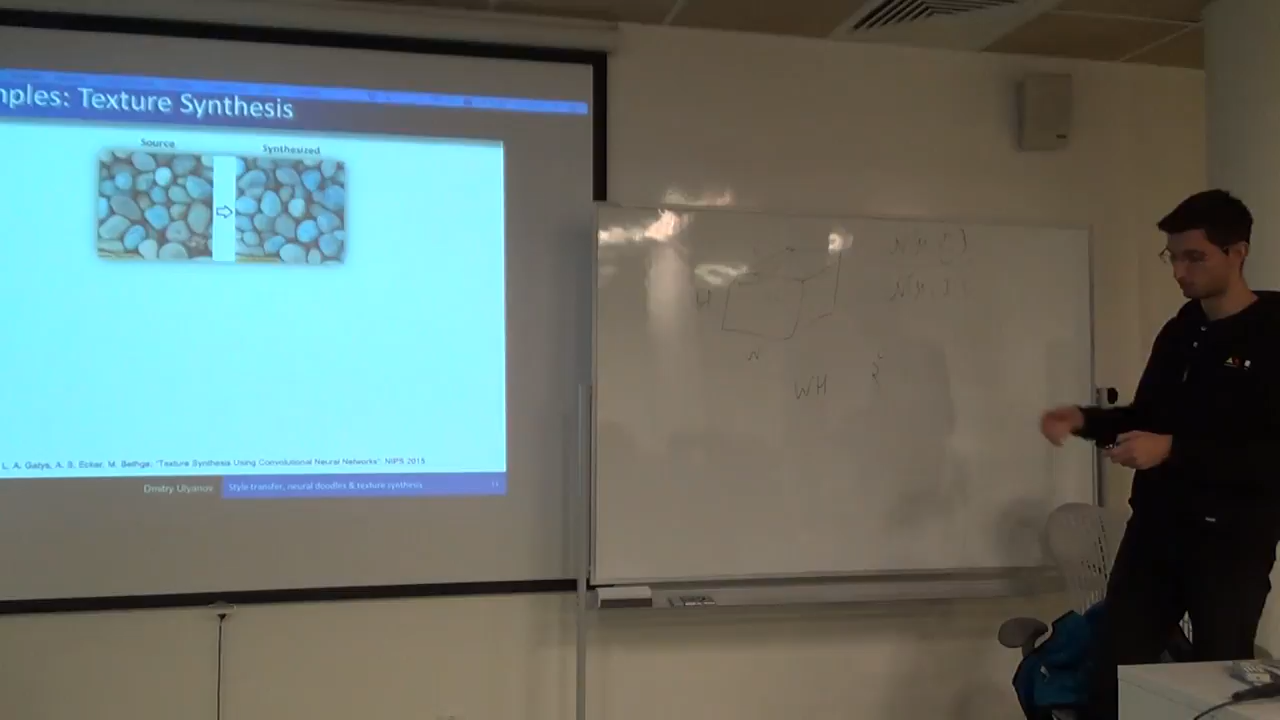 ples: Texture Synthesis
Source
Synthesized
L. A. Gatys, A. S. Ecker, M. Bethge; "Texture Synthesis Using Convolutional Neural Networks"; NIPS 2015
Dmitry Ulyanov
Style transfer, neural doodles & texture synthesis
WH